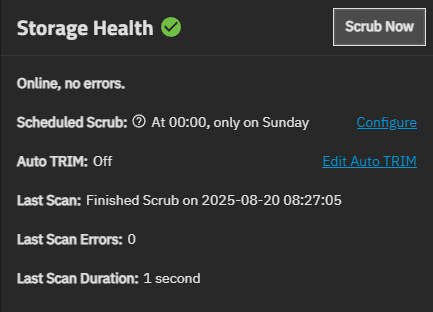 Storage Health
Scrub Now
Online, no errors.
Scheduled Scrub: At 00:00, only on Sunday Configure
Auto TRIM: Off Edit Auto TRIM
Last Scan: Finished Scrub on 2025-08-20 08:27:05
Last Scan Errors: 0
Last Scan Duration: 1 second